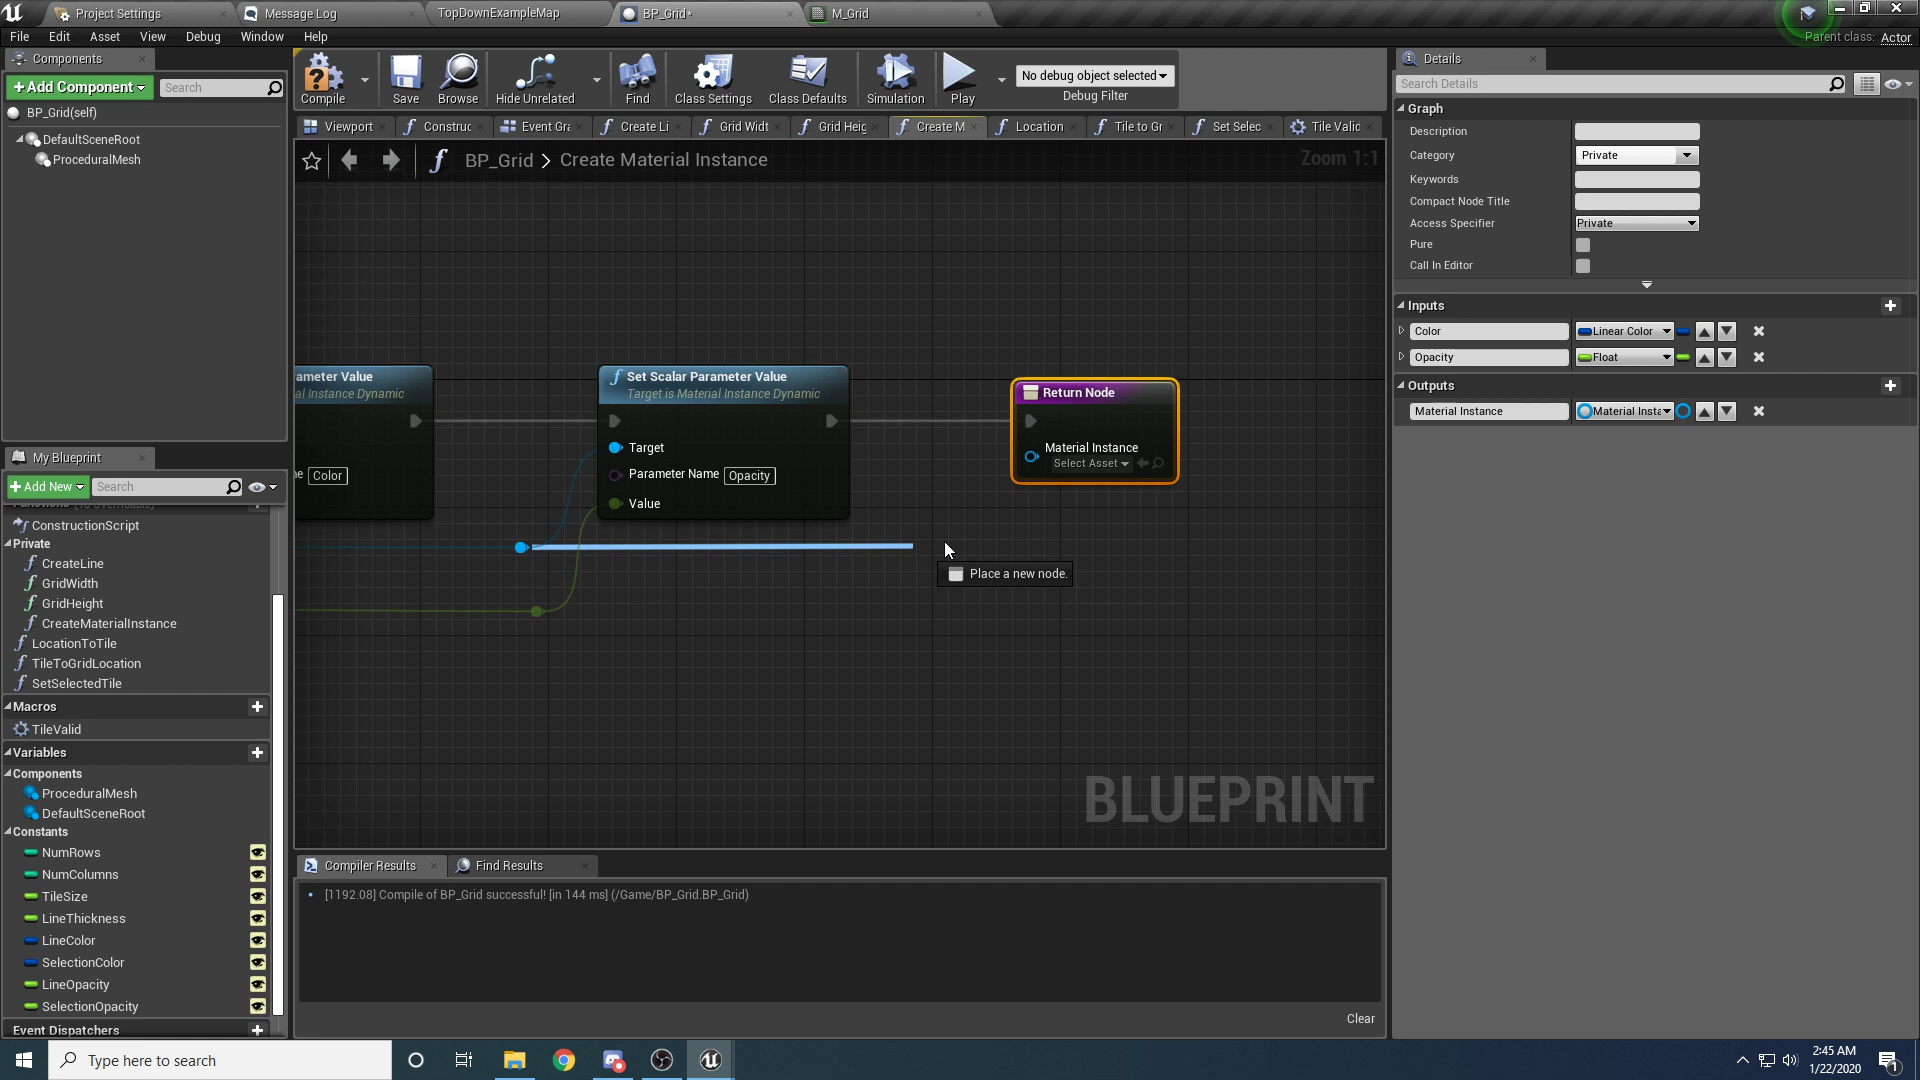 Project Settings
Message Log
TopDownExampleMap
BP_Grid*
M_Grid
File Edit Asset View Debug Window Help
Parent class: Actor
Components
+Add Component
Search
BP_Grid(self)
DefaultSceneRoot
ProceduralMesh
Compile
Save
Browse
Hide Unrelated
Find
Class Settings
Class Defaults
Simulation
Play
No debug object selected
Debug Filter
Viewport
Construc
Event Gra
Create Li
Grid Widt
Grid Heig
Create M
Location
Tile to Gr
Set Selec
Tile Valid
BP_Grid > Create Material Instance
Zoom 1:1
ameter Value
al Instance Dynamic
e Color
Set Scalar Parameter Value
Target is Material Instance Dynamic
Target
Parameter Name Opacity
Value
Return Node
Material Instance
Select Asset
Place a new node.
BLUEPRINT
My Blueprint
+Add New
Search
ConstructionScript
Private
CreateLine
GridWidth
GridHeight
CreateMaterialInstance
LocationToTile
TileToGridLocation
SetSelectedTile
Macros
TileValid
Variables
Components
ProceduralMesh
DefaultSceneRoot
Constants
NumRows
NumColumns
TileSize
LineThickness
LineColor
SelectionColor
LineOpacity
SelectionOpacity
Event Dispatchers
Compiler Results
Find Results
[1192.08] Compile of BP_Grid successful! [in 144 ms] (/Game/BP_Grid.BP_Grid)
Clear
Details
Search Details
Graph
Description
Category Private
Keywords
Compact Node Title
Access Specifier Private
Pure
Call In Editor
Inputs
Color Linear Color
Opacity Float
Outputs
Material Instance Material Insta
Type here to search
2:45 AM
1/22/2020
1